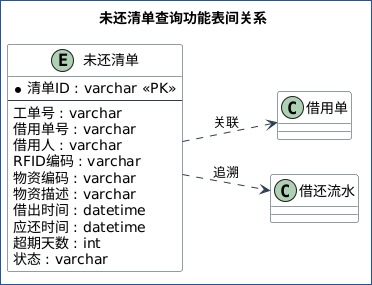 未还清单查询功能表间关系
E 未还清单
清单ID : varchar «PK»
工单号 : varchar
借用单号 : varchar
借用人 : varchar
RFID编码 : varchar
物资编码 : varchar
物资描述 : varchar
借出时间 : datetime
应还时间 : datetime
超期天数 : int
状态 : varchar
关联
C 借用单
追溯
C 借还流水